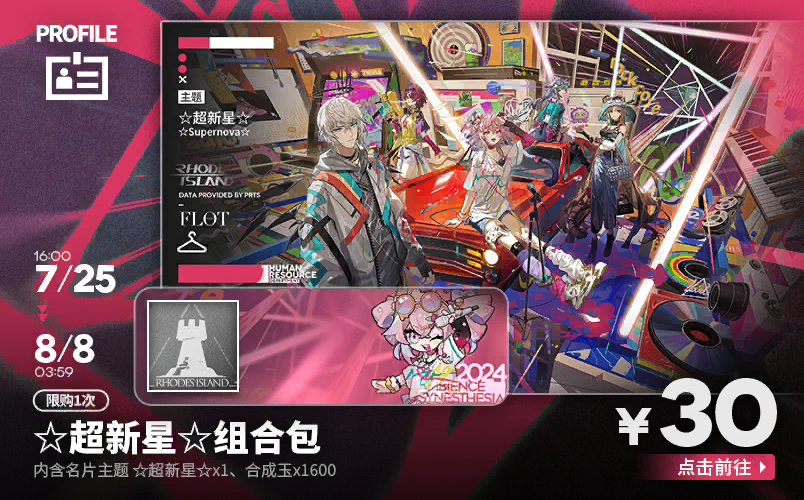 PROFILE
主题
☆超新星☆
☆Supernova☆
RHODES
ISLAND
DATA PROVIDED BY PRTS
FLOT
HUMAN
RESOURCE
rock core
16:00
7/25
8/8
03:59
RHODES ISLAND
2024
SYNESTHESIA
限购1次
☆超新星☆组合包
内含名片主题 ☆超新星☆x1、合成玉x1600
¥30
点击前往